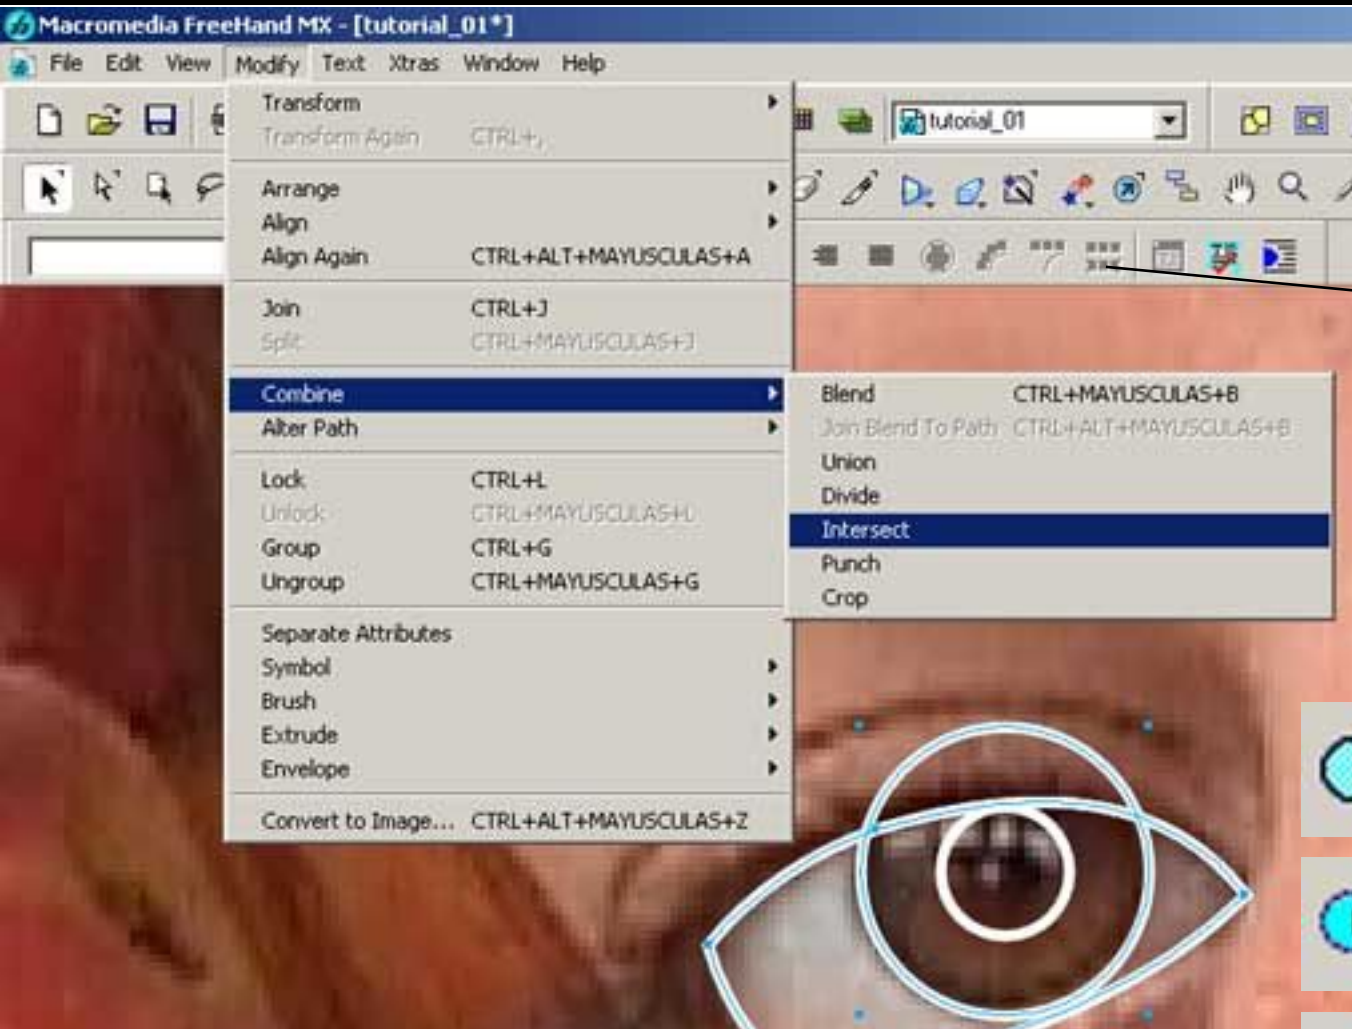 Macromedia FreeHand MX - [tutorial_01*]
File Edit View Modify Text Xtras Window Help
tutorial_01
Transform
Transform Again CTRL+,
Arrange
Align
Align Again CTRL+ALT+MAYUSCULAS+A
Join CTRL+J
Split CTRL+MAYUSCULAS+J
Combine
Alter Path
Lock CTRL+L
Unlock CTRL+MAYUSCULAS+L
Group CTRL+G
Ungroup CTRL+MAYUSCULAS+G
Separate Attributes
Symbol
Brush
Extrude
Envelope
Convert to Image... CTRL+ALT+MAYUSCULAS+Z
Blend CTRL+MAYUSCULAS+B
Join Blend To Path CTRL+ALT+MAYUSCULAS+B
Union
Divide
Intersect
Punch
Crop